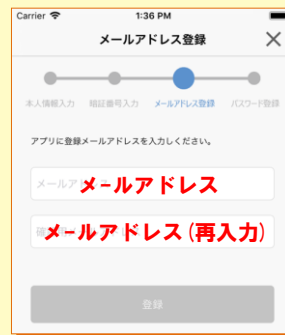 Carrier 1:36 PM
メールアドレス登録
本人情報入力 暗証番号入力 メールアドレス登録 パスワード登録
アプリに登録メールアドレスを入力しください。
メールアドレス
メールアドレス(再入力)
登録